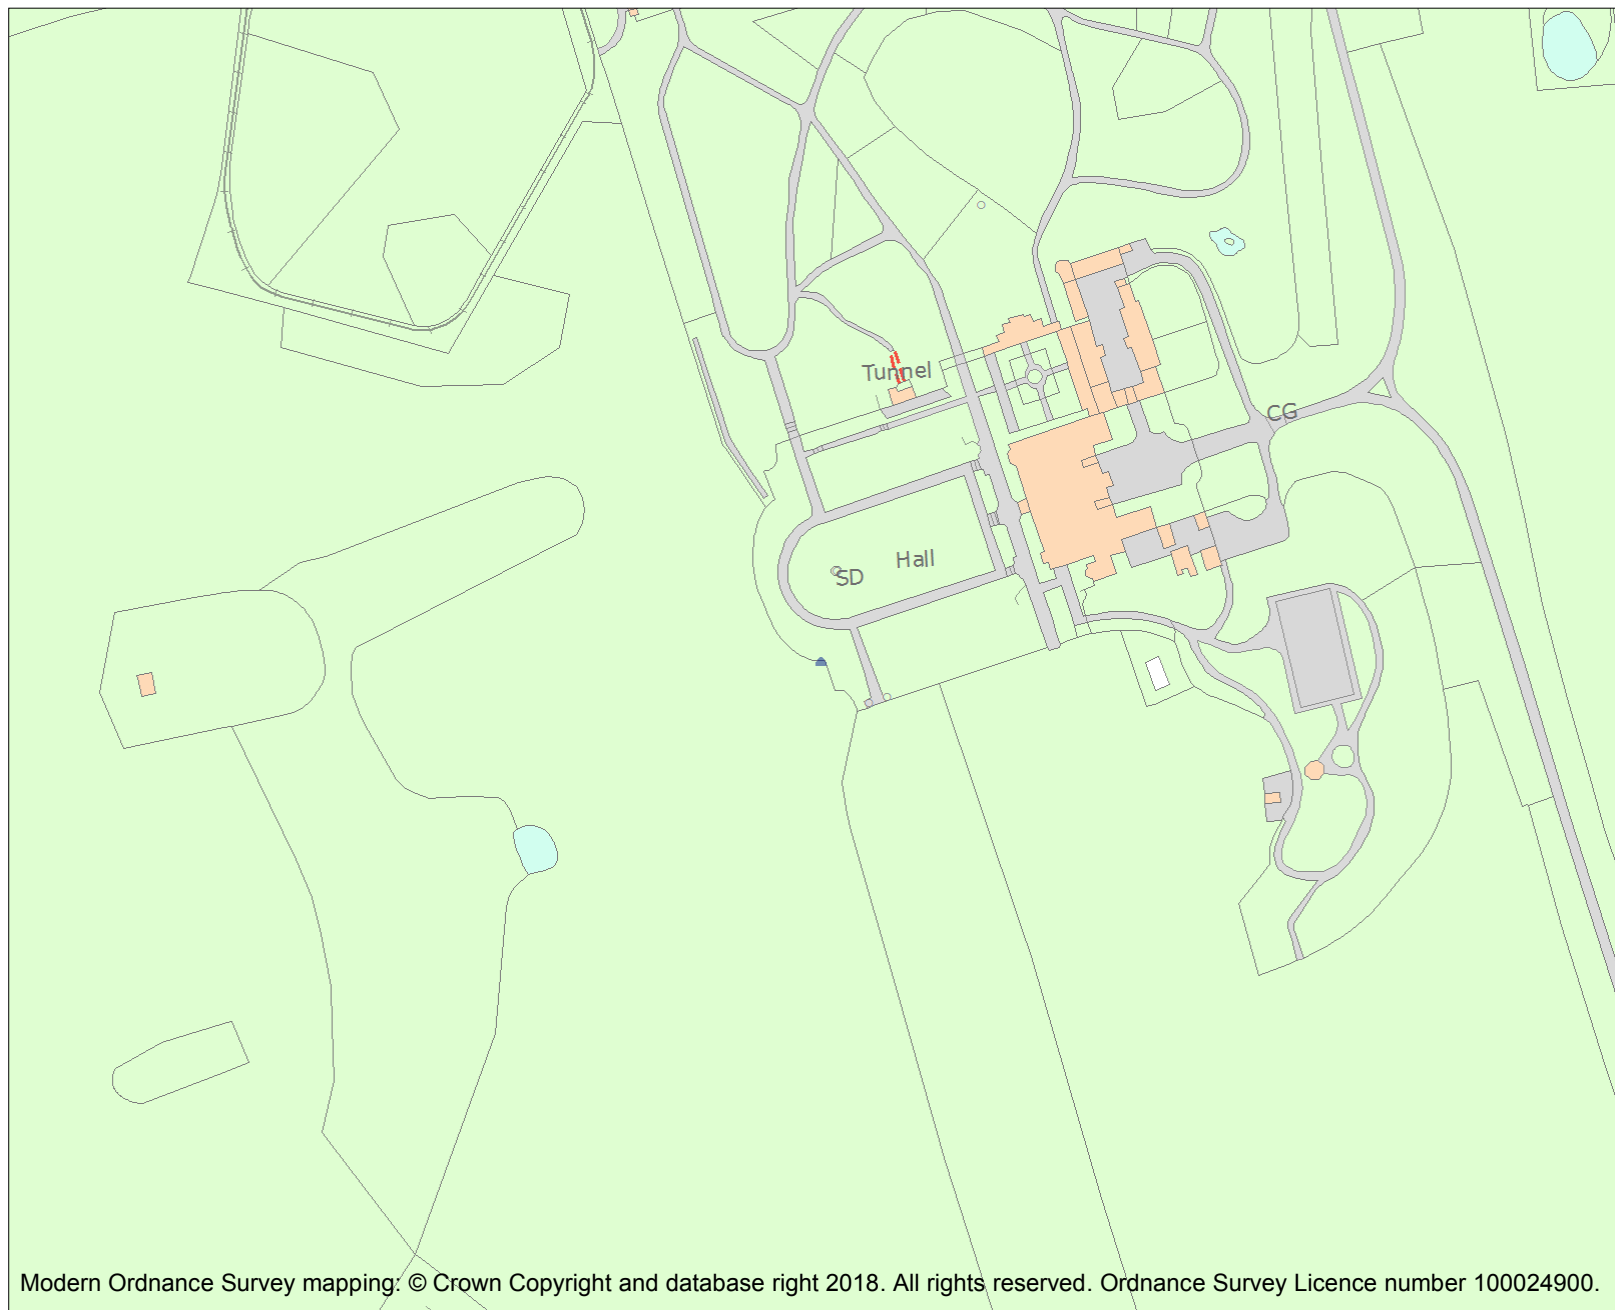 Tunnel
CG
Hall
SD
Modern Ordnance Survey mapping: © Crown Copyright and database right 2018. All rights reserved. Ordnance Survey Licence number 100024900.